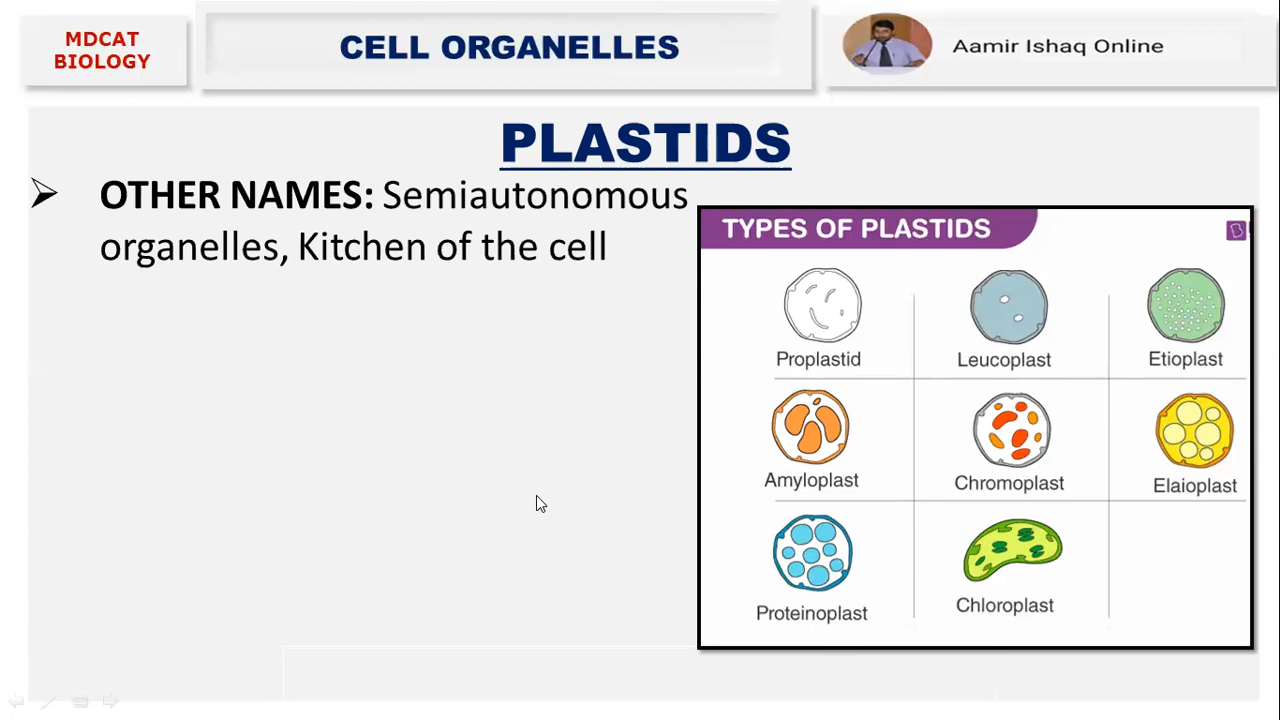 MDCAT
BIOLOGY
CELL ORGANELLES
Aamir Ishaq Online
PLASTIDS
➢ OTHER NAMES: Semiautonomous
organelles, Kitchen of the cell
TYPES OF PLASTIDS
B
Proplastid
Leucoplast
Etioplast
Amyloplast
Chromoplast
Elaioplast
Proteinoplast
Chloroplast